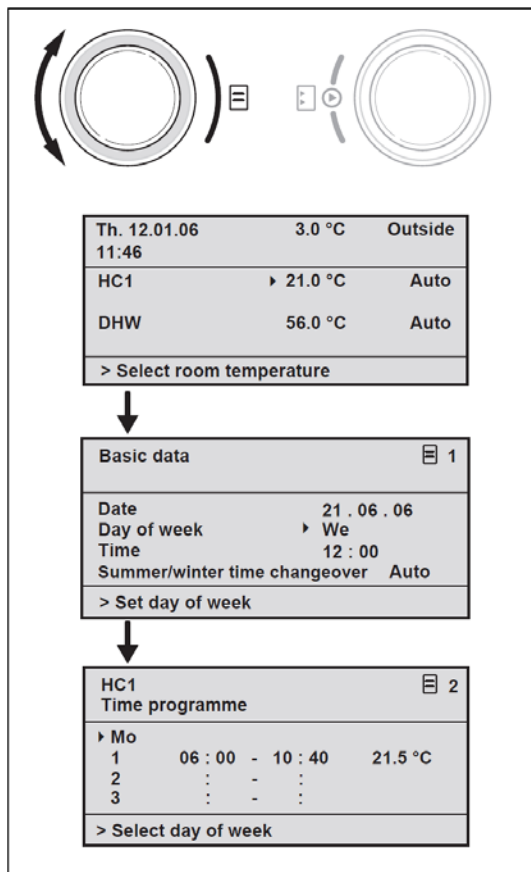 Th. 12.01.06 3.0 °C Outside
11:46
HC1 21.0 °C Auto
DHW 56.0 °C Auto
> Select room temperature
Basic data 1
Date 21 . 06 . 06
Day of week We
Time 12 : 00
Summer/winter time changeover Auto
> Set day of week
HC1 2
Time programme
Mo
1 06 : 00 - 10 : 40 21.5 °C
2 : - :
3 : - :
> Select day of week